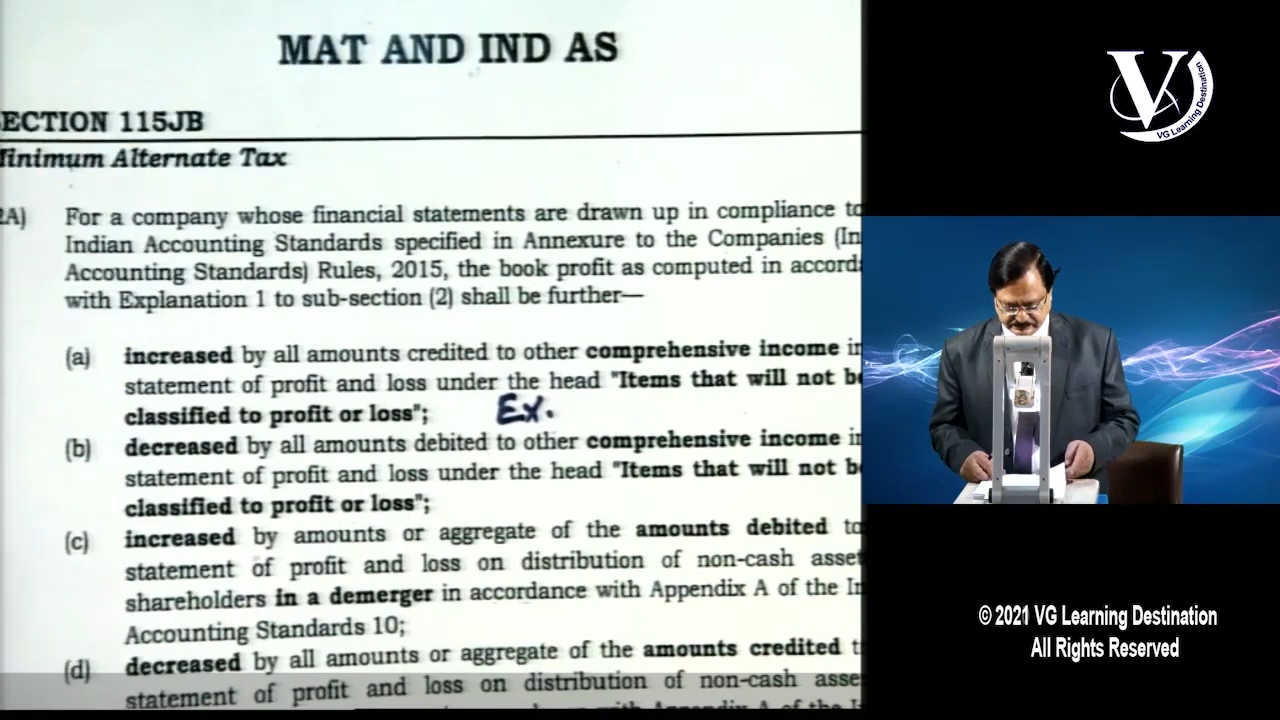 MAT AND IND AS
ECTION 115JB
Minimum Alternate Tax
2A) For a company whose financial statements are drawn up in compliance to
Indian Accounting Standards specified in Annexure to the Companies (In
Accounting Standards) Rules, 2015, the book profit as computed in accorda
with Explanation 1 to sub-section (2) shall be further—
(a) increased by all amounts credited to other comprehensive income in
statement of profit and loss under the head "Items that will not be
classified to profit or loss"; Ex.
(b) decreased by all amounts debited to other comprehensive income in
statement of profit and loss under the head "Items that will not be
classified to profit or loss";
(c) increased by amounts or aggregate of the amounts debited to
statement of profit and loss on distribution of non-cash asset
shareholders in a demerger in accordance with Appendix A of the In
Accounting Standards 10;
(d) decreased by all amounts or aggregate of the amounts credited t
statement of profit and loss on distribution of non-cash asse
with Appendix A of the I
V
VG Learning Destination
© 2021 VG Learning Destination
All Rights Reserved